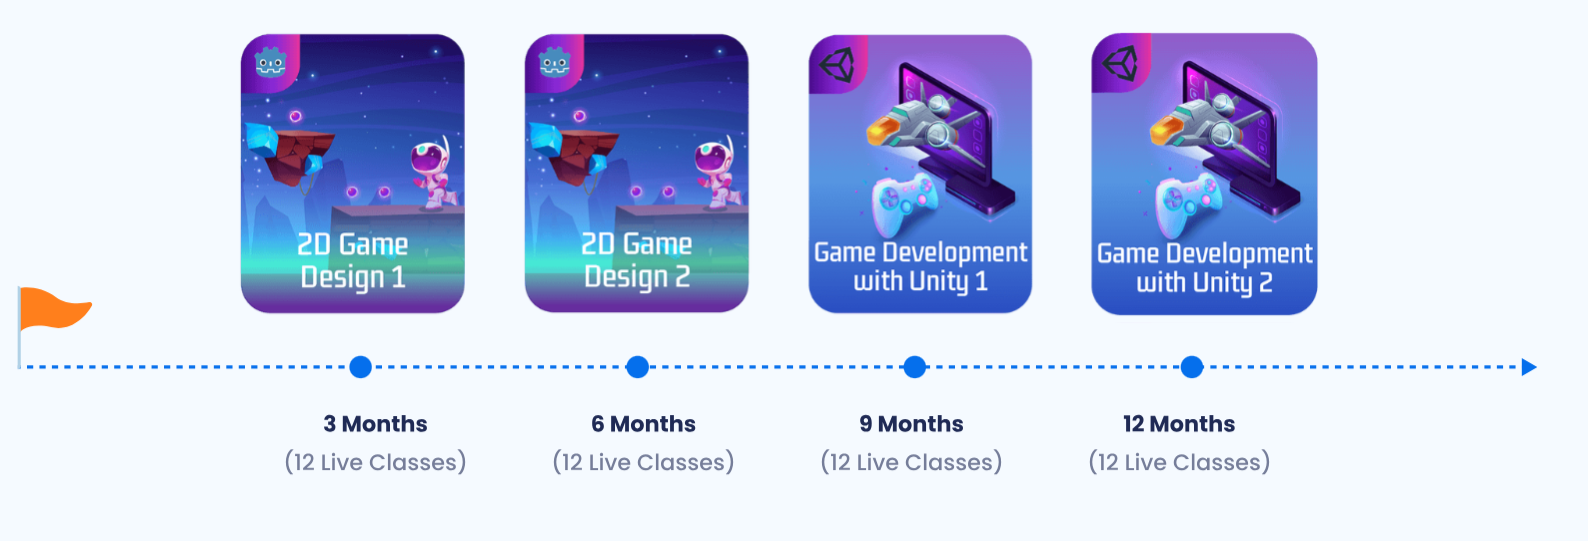 2D Game
Design 1
2D Game
Design 2
Game Development
with Unity 1
Game Development
with Unity 2
3 Months
(12 Live Classes)
6 Months
(12 Live Classes)
9 Months
(12 Live Classes)
12 Months
(12 Live Classes)